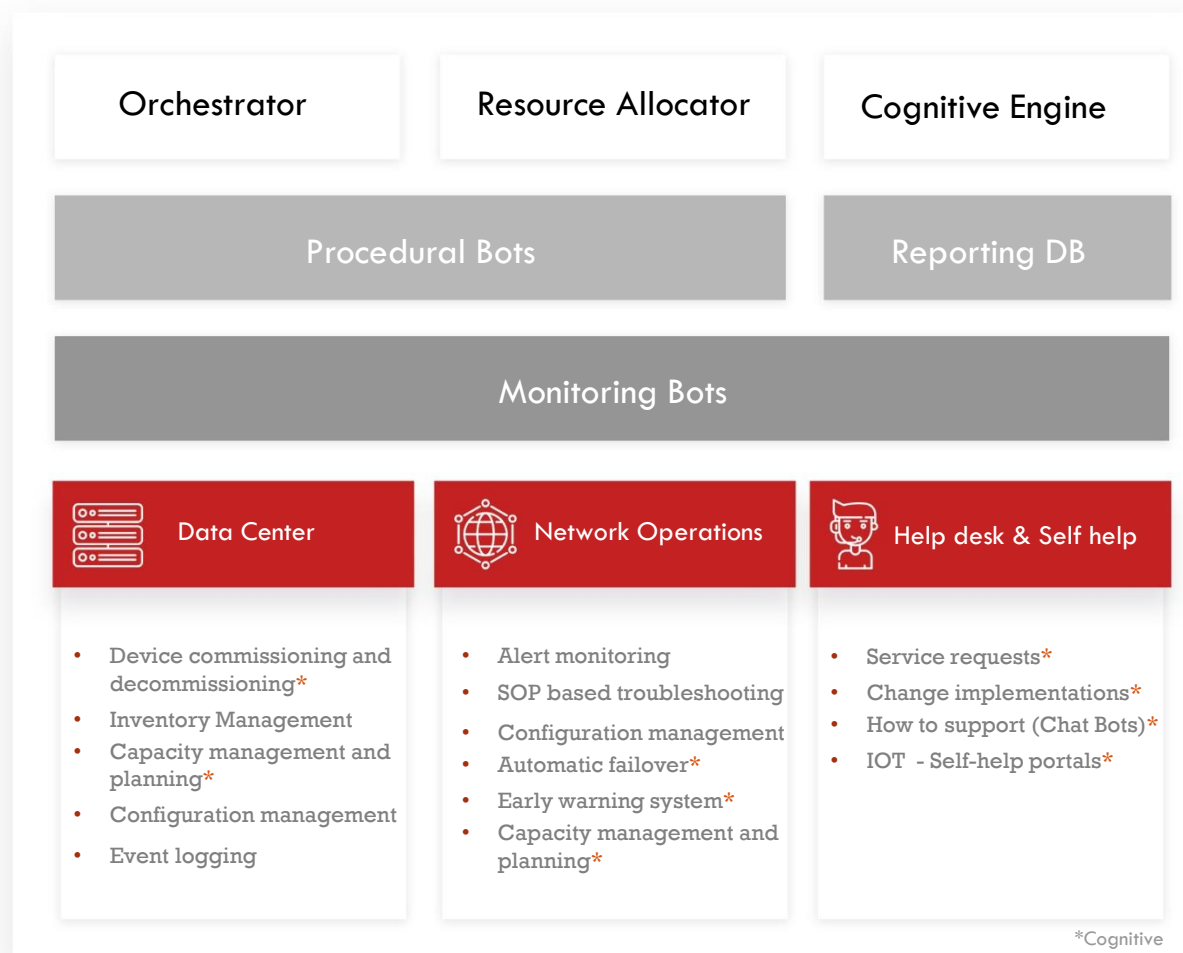 Orchestrator
Resource Allocator
Cognitive Engine
Procedural Bots
Reporting DB
Monitoring Bots
Data Center
• Device commissioning and
decommissioning*
• Inventory Management
• Capacity management and
planning*
• Configuration management
• Event logging
Network Operations
• Alert monitoring
• SOP based troubleshooting
• Configuration management
• Automatic failover*
• Early warning system*
• Capacity management and
planning*
Help desk & Self help
• Service requests*
• Change implementations*
• How to support (Chat Bots)*
• IOT - Self-help portals*
*Cognitive